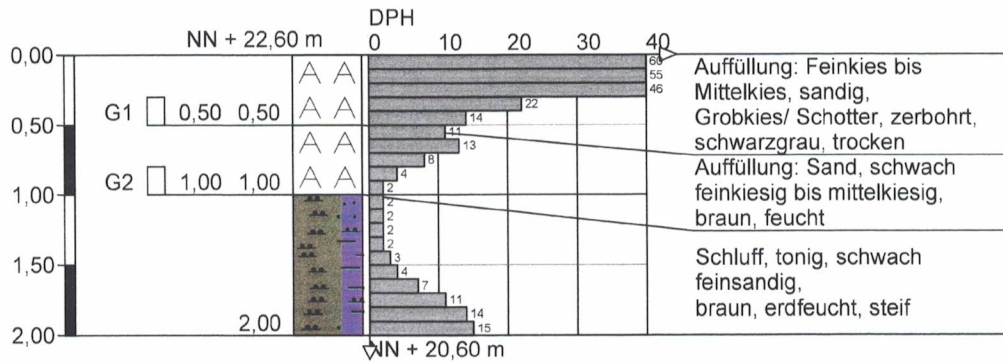 DPH
NN + 22,60 m
0 10 20 30 40
0,00
60
55
46
Auffüllung: Feinkies bis
Mittelkies, sandig,
Grobkies/ Schotter, zerbohrt,
schwarzgrau, trocken
A A
A A
G1 0,50 0,50
22
14
0,50
11
13
8
A A
A A
4
2
G2 1,00 1,00
1,00
Auffüllung: Sand, schwach
feinkiesig bis mittelkiesig,
braun, feucht
2
2
2
2
3
1,50
4
7
11
14
15
Schluff, tonig, schwach
feinsandig,
braun, erdfeucht, steif
2,00
2,00
NN + 20,60 m